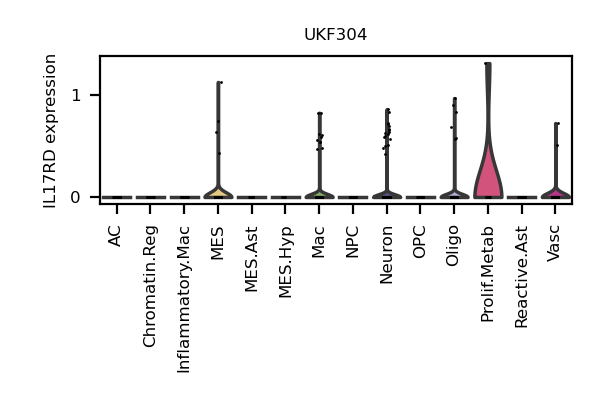 UKF304
IL17RD expression
1
0
AC
Chromatin.Reg
Inflammatory.Mac
MES
MES.Ast
MES.Hyp
Mac
NPC
Neuron
OPC
Oligo
Prolif.Metab
Reactive.Ast
Vasc